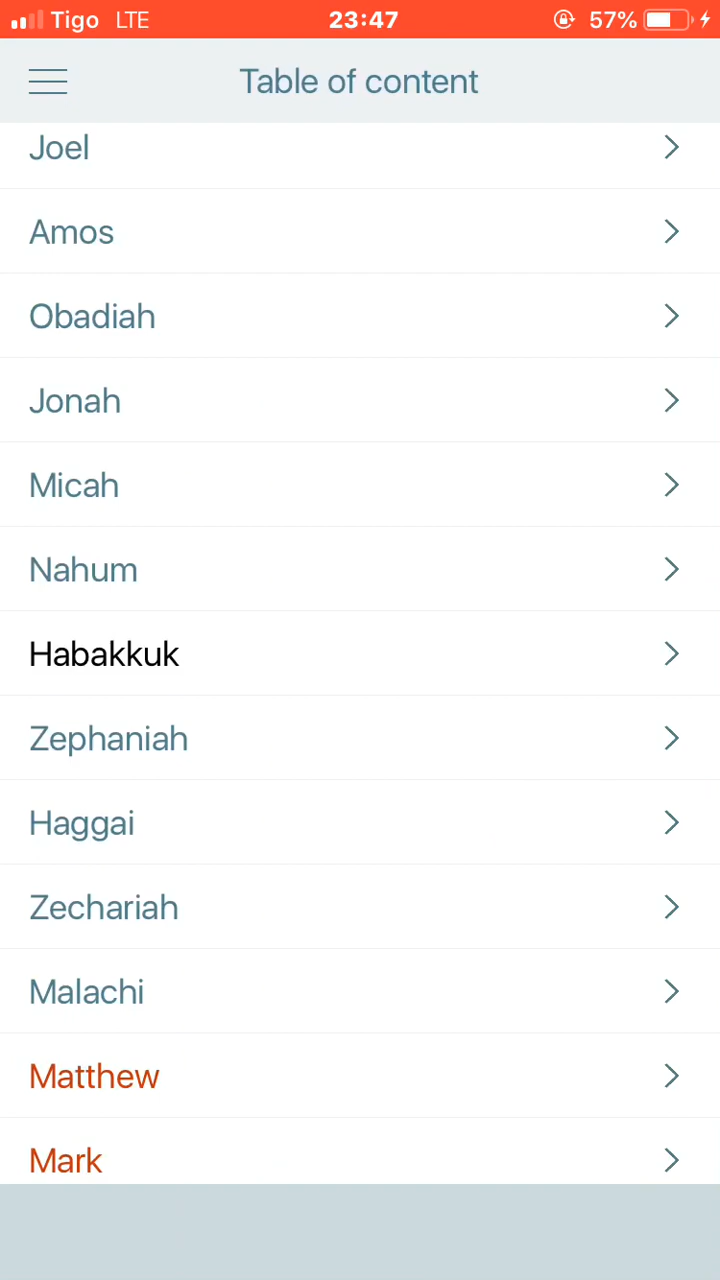 Tigo LTE 23:47 57%
Table of content
Joel
Amos
Obadiah
Jonah
Micah
Nahum
Habakkuk
Zephaniah
Haggai
Zechariah
Malachi
Matthew
Mark